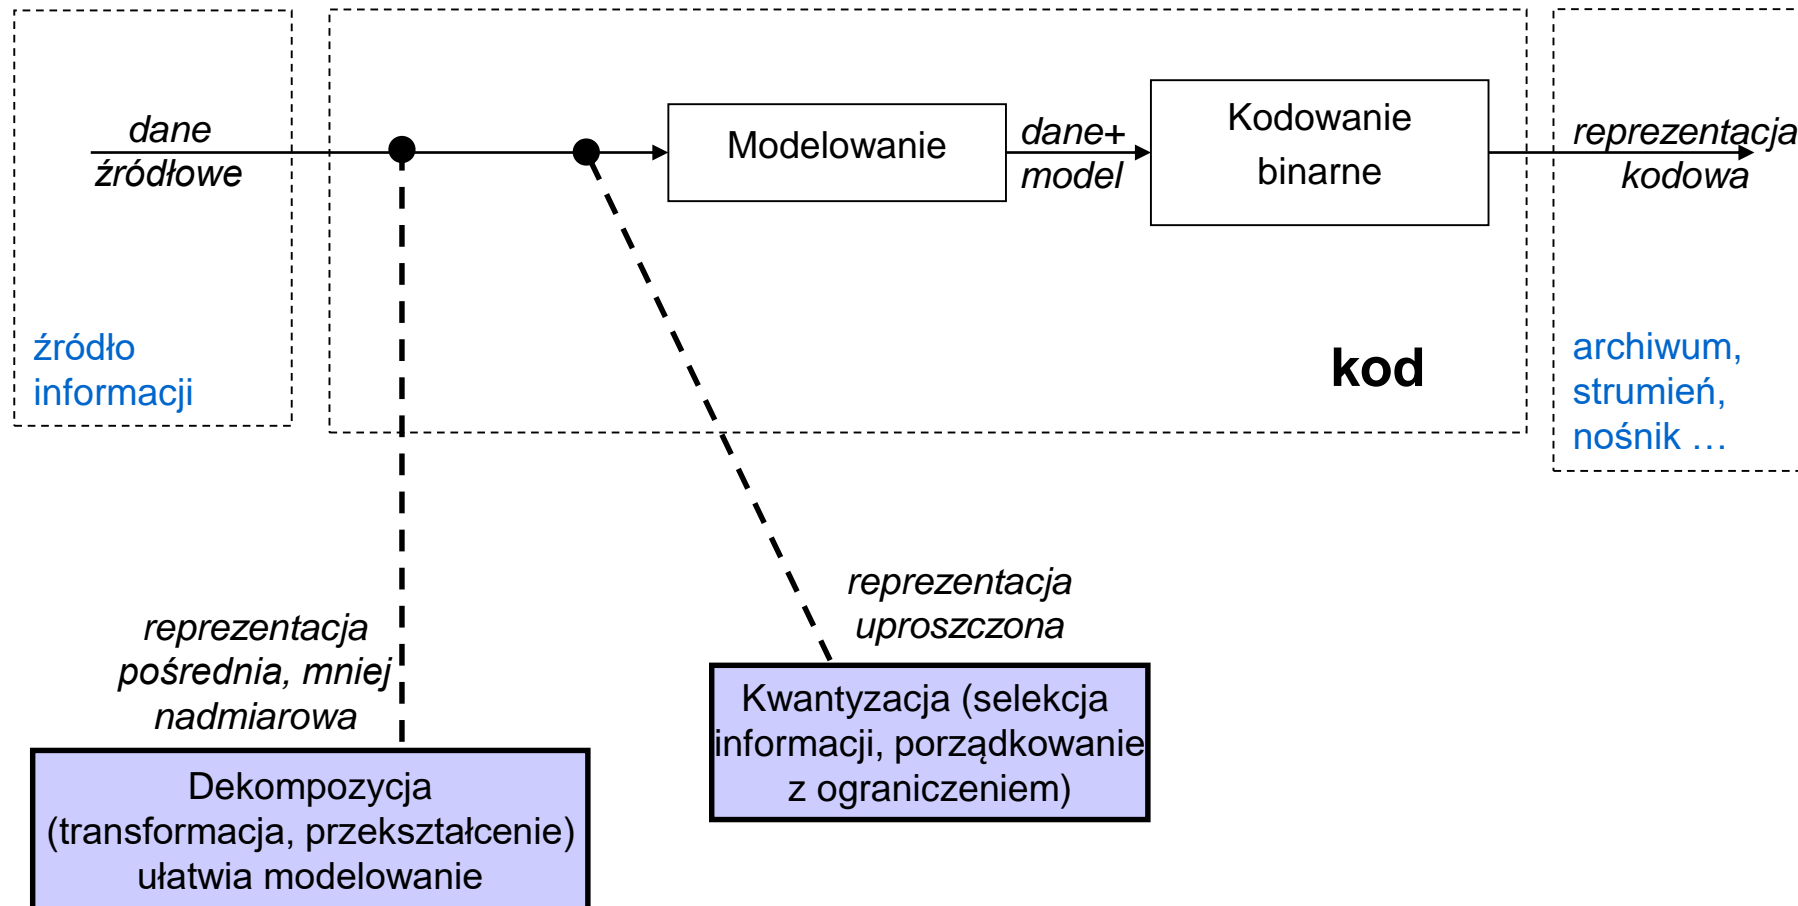 dane
źródłowe
Modelowanie
dane+
model
Kodowanie
binarne
reprezentacja
kodowa
źródło
informacji
kod
archiwum,
strumień,
nośnik …
reprezentacja
pośrednia, mniej
nadmiarowa
reprezentacja
uproszczona
Dekompozycja
(transformacja, przekształcenie)
ułatwia modelowanie
Kwantyzacja (selekcja
informacji, porządkowanie
z ograniczeniem)